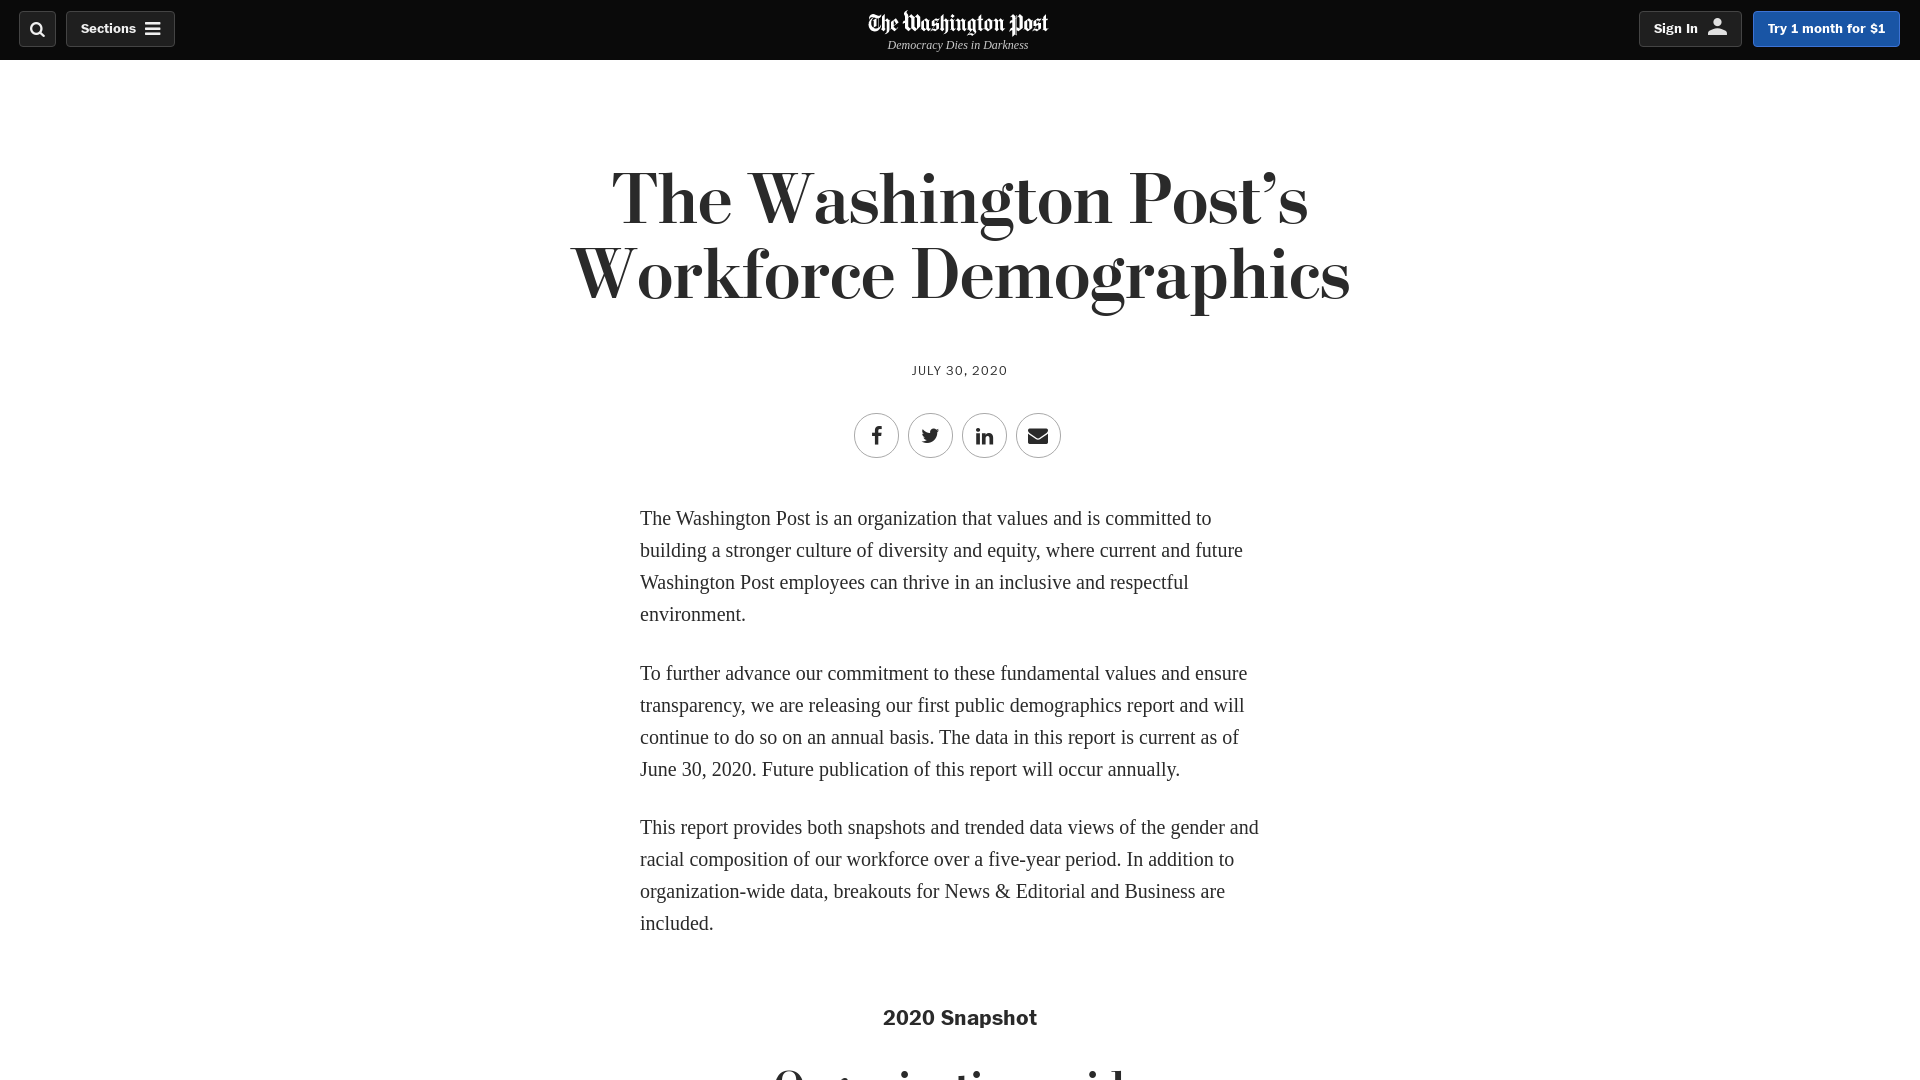 Sections
The Washington Post
Democracy Dies in Darkness
Sign In
Try 1 month for $1
The Washington Post’s
Workforce Demographics
JULY 30, 2020
The Washington Post is an organization that values and is committed to
building a stronger culture of diversity and equity, where current and future
Washington Post employees can thrive in an inclusive and respectful
environment.
To further advance our commitment to these fundamental values and ensure
transparency, we are releasing our first public demographics report and will
continue to do so on an annual basis. The data in this report is current as of
June 30, 2020. Future publication of this report will occur annually.
This report provides both snapshots and trended data views of the gender and
racial composition of our workforce over a five-year period. In addition to
organization-wide data, breakouts for News & Editorial and Business are
included.
2020 Snapshot